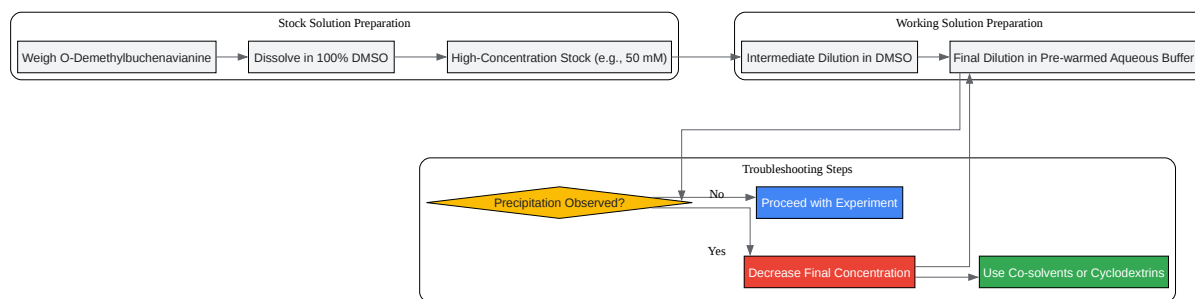 Stock Solution Preparation
Weigh O-Demethylbuchenavianine
Dissolve in 100% DMSO
High-Concentration Stock (e.g., 50 mM)
Working Solution Preparation
Intermediate Dilution in DMSO
Final Dilution in Pre-warmed Aqueous Buffer
Troubleshooting Steps
Precipitation Observed?
No
Proceed with Experiment
Yes
Decrease Final Concentration
Use Co-solvents or Cyclodextrins